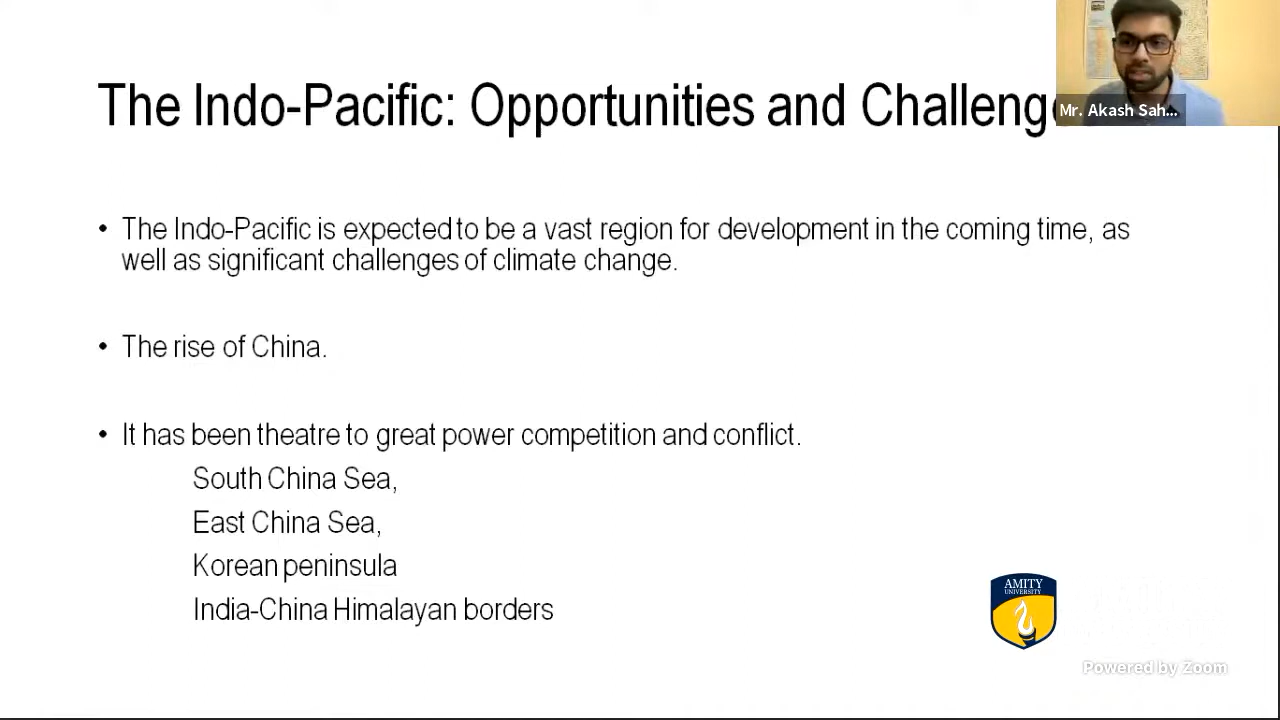 The Indo-Pacific: Opportunities and Challeng
Mr. Akash Sah...
• The Indo-Pacific is expected to be a vast region for development in the coming time, as
well as significant challenges of climate change.
• The rise of China.
• It has been theatre to great power competition and conflict.
South China Sea,
East China Sea,
Korean peninsula
India-China Himalayan borders
AMITY
UNIVERSITY
Powered by Zoom